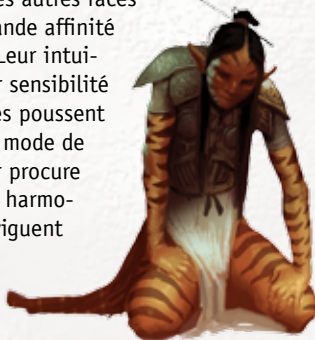 es autres races
ande affinité
Leur intui-
r sensibilité
es poussent
mode de
r procure
harmo-
riguent